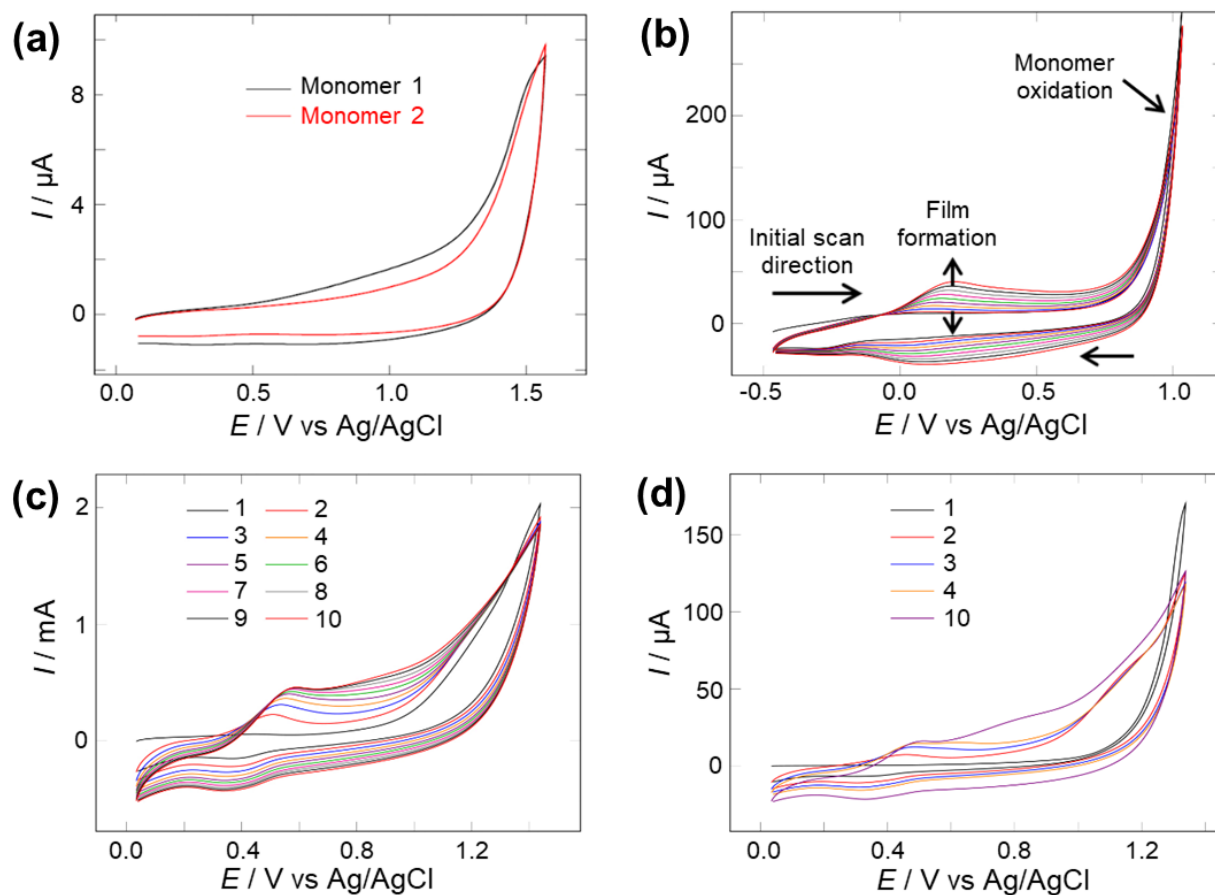 (a)
Monomer 1
Monomer 2
8
4
0
I / µA
0.0 0.5 1.0 1.5
E / V vs Ag/AgCl
(b)
Monomer
oxidation
Film
formation
Initial scan
direction
200
100
0
I / µA
-0.5 0.0 0.5 1.0
E / V vs Ag/AgCl
(c)
1 2
3 4
5 6
7 8
9 10
2
1
0
I / mA
0.0 0.4 0.8 1.2
E / V vs Ag/AgCl
(d)
1
2
3
4
10
150
100
50
0
I / µA
0.0 0.4 0.8 1.2
E / V vs Ag/AgCl